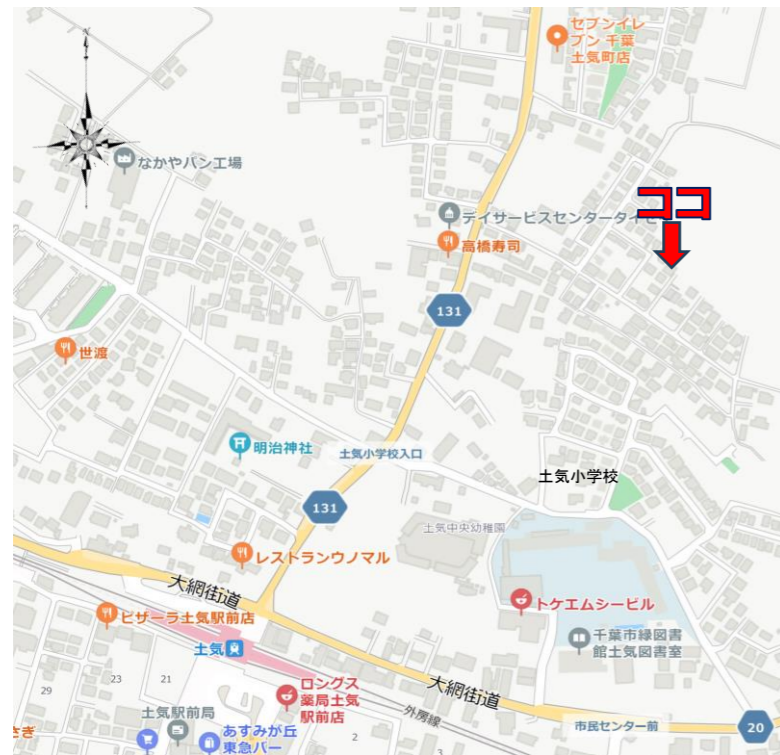 セブンイレ
ブン 千葉
土気町店
N
なかやパン工場
ココ
デイサービスセンタータイ
高橋寿司
131
世渡
明治神社
土気小学校入口
土気小学校
131
土気中央幼稚園
レストランウノマル
大網街道
トケエムシービル
ピザーラ土気駅前店
千葉市緑図書
館土気図書室
土気
ロングス
薬局土気
駅前店
大網街道
29
23
21
土気駅前局
外房線
市民センター前
20
さぎ
あすみが丘
東急バー
2
3